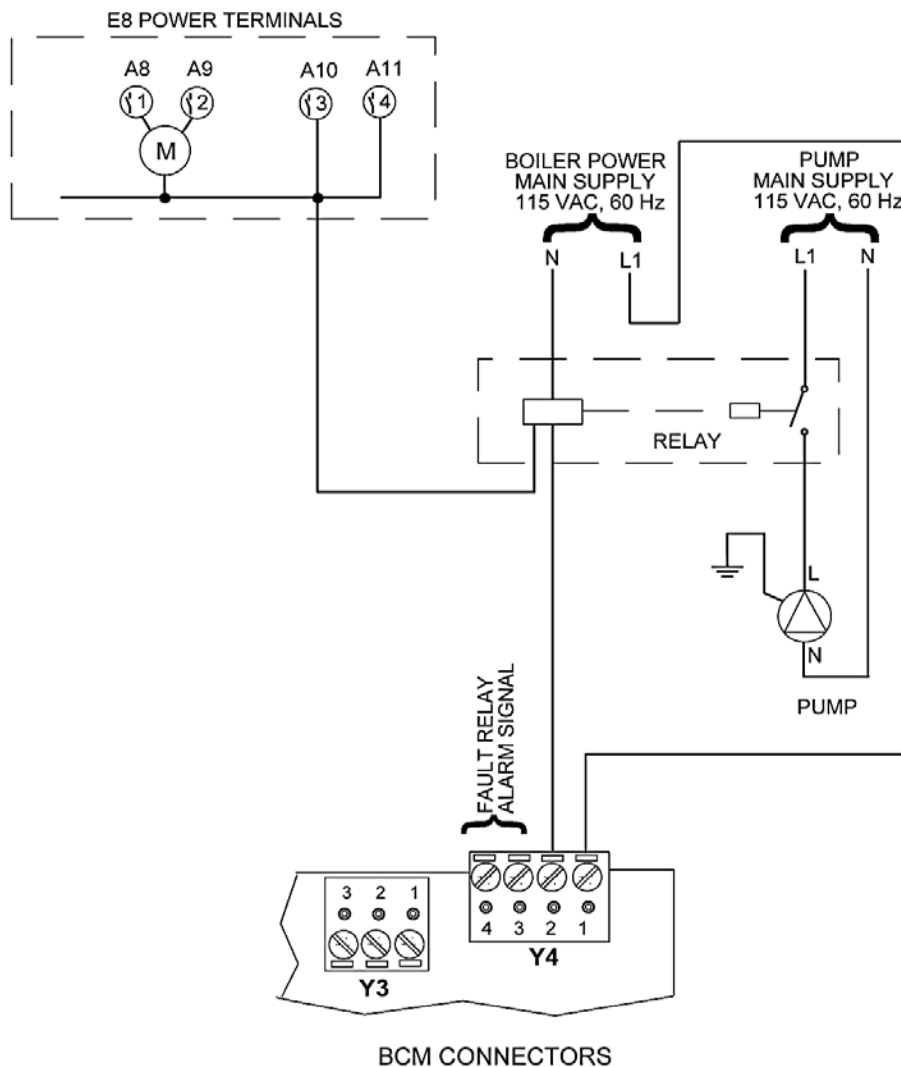 E8 POWER TERMINALS
A8 A9 A10 A11
1 2 3 4
M
BOILER POWER
MAIN SUPPLY
115 VAC, 60 Hz
N L1
PUMP
MAIN SUPPLY
115 VAC, 60 Hz
L1 N
RELAY
L
N
PUMP
FAULT RELAY
ALARM SIGNAL
3 2 1
Y3
4 3 2 1
Y4
BCM CONNECTORS